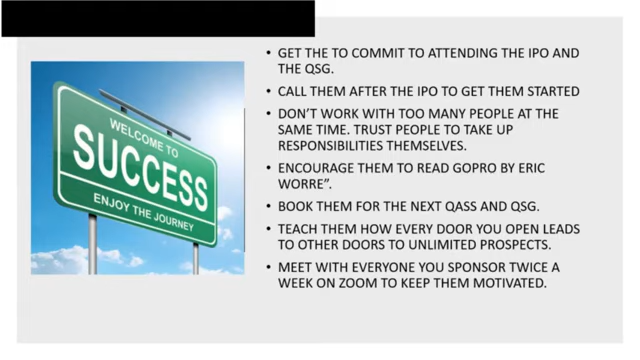 WELCOME TO
SUCCESS
ENJOY THE JOURNEY
• GET THE TO COMMIT TO ATTENDING THE IPO AND
THE QSG.
• CALL THEM AFTER THE IPO TO GET THEM STARTED
• DON'T WORK WITH TOO MANY PEOPLE AT THE
SAME TIME. TRUST PEOPLE TO TAKE UP
RESPONSIBILITIES THEMSELVES.
• ENCOURAGE THEM TO READ GOPRO BY ERIC
WORRE”.
• BOOK THEM FOR THE NEXT QASS AND QSG.
• TEACH THEM HOW EVERY DOOR YOU OPEN LEADS
TO OTHER DOORS TO UNLIMITED PROSPECTS.
• MEET WITH EVERYONE YOU SPONSOR TWICE A
WEEK ON ZOOM TO KEEP THEM MOTIVATED.